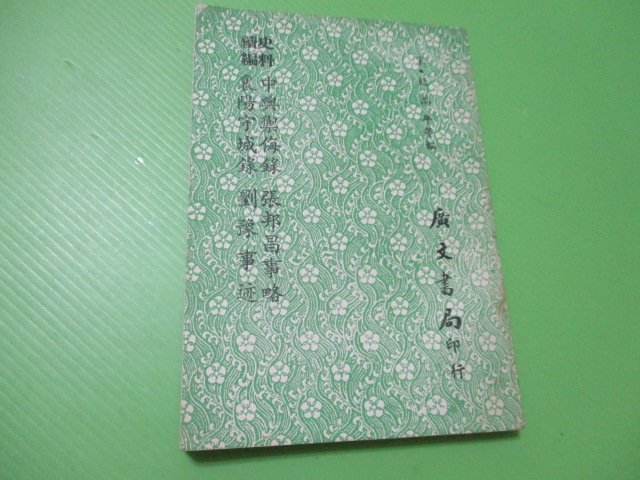 廣文書局印行
史料 中興禦侮錄 張邦昌事略
續編 襄陽守城錄 劉豫事迹